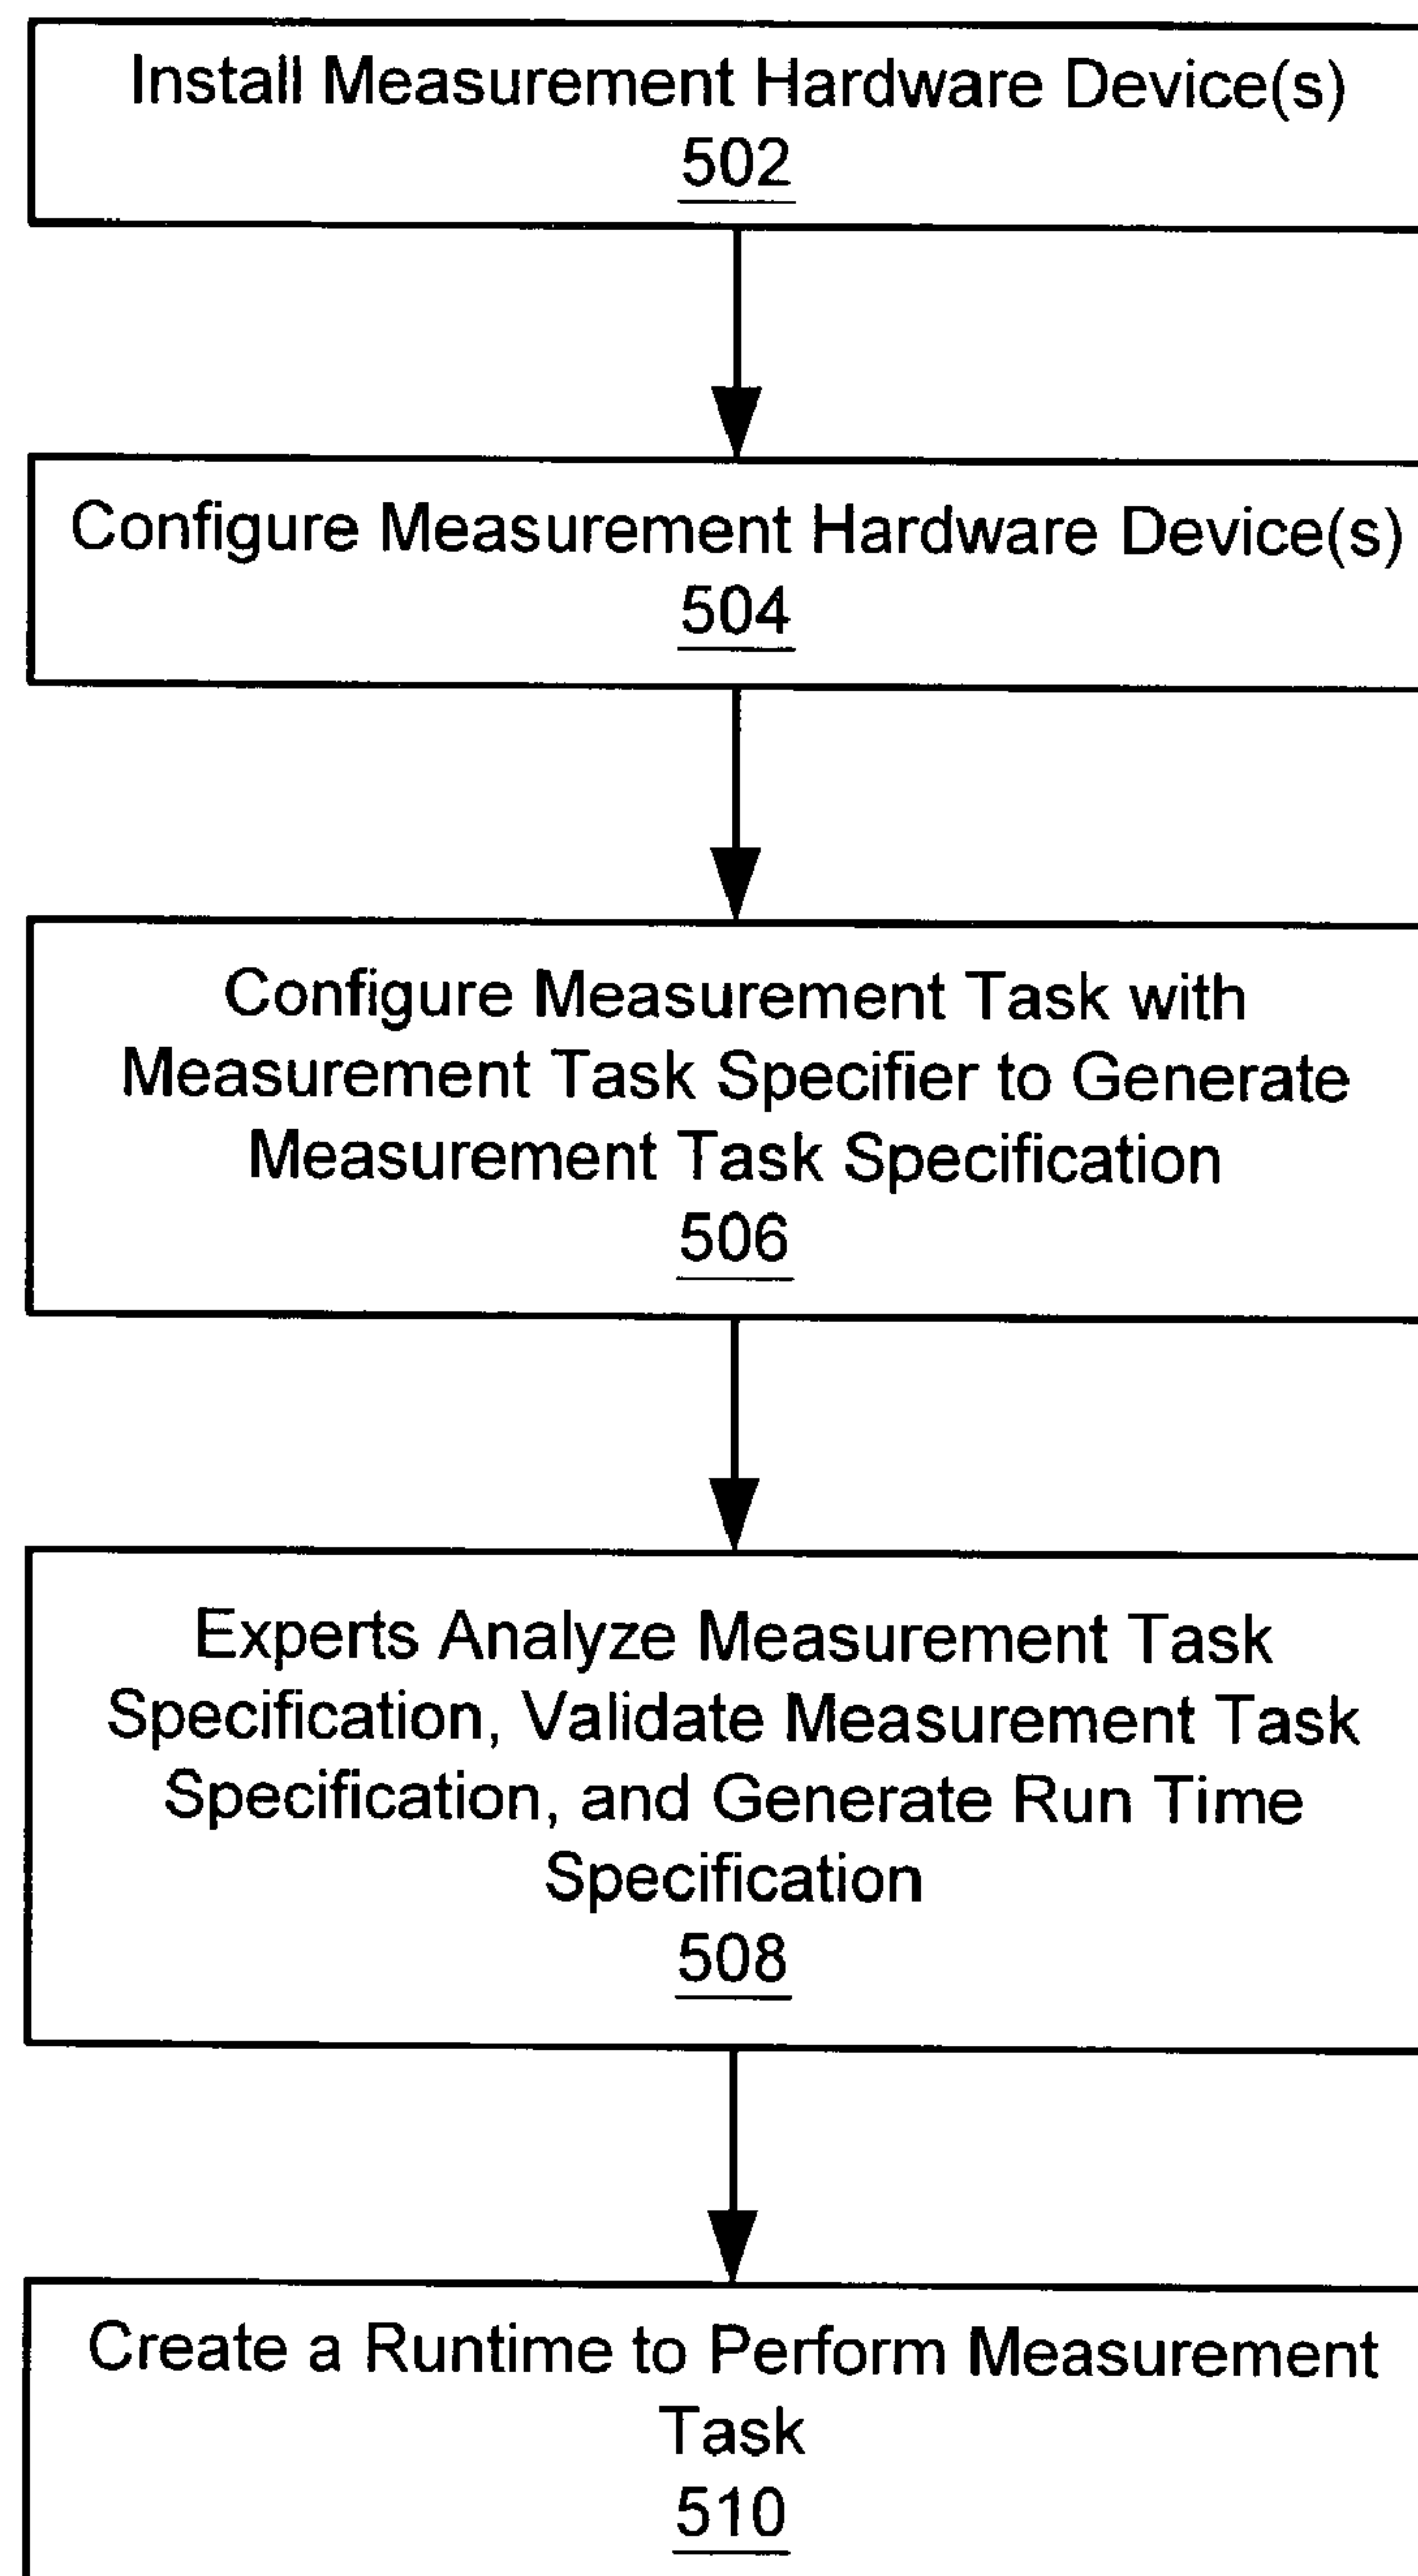 Install Measurement Hardware Device(s)
502
Configure Measurement Hardware Device(s)
504
Configure Measurement Task with
Measurement Task Specifier to Generate
Measurement Task Specification
506
Experts Analyze Measurement Task
Specification, Validate Measurement Task
Specification, and Generate Run Time
Specification
508
Create a Runtime to Perform Measurement
Task
510